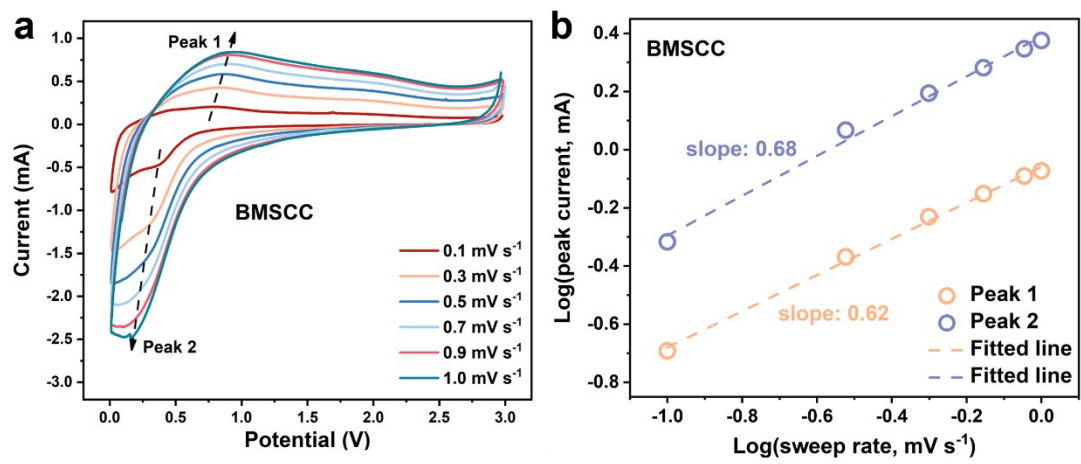 a
Peak 1
1.0
0.5
0.0
-0.5
-1.0
-1.5
-2.0
-2.5
-3.0
Current (mA)
BMSCC
0.1 mV s⁻¹
0.3 mV s⁻¹
0.5 mV s⁻¹
0.7 mV s⁻¹
0.9 mV s⁻¹
1.0 mV s⁻¹
Peak 2
0.0 0.5 1.0 1.5 2.0 2.5 3.0
Potential (V)
b
BMSCC
0.4
0.2
0.0
-0.2
-0.4
-0.6
-0.8
Log(peak current, mA)
slope: 0.68
slope: 0.62
Peak 1
Peak 2
Fitted line
Fitted line
-1.0 -0.8 -0.6 -0.4 -0.2 0.0
Log(sweep rate, mV s⁻¹)